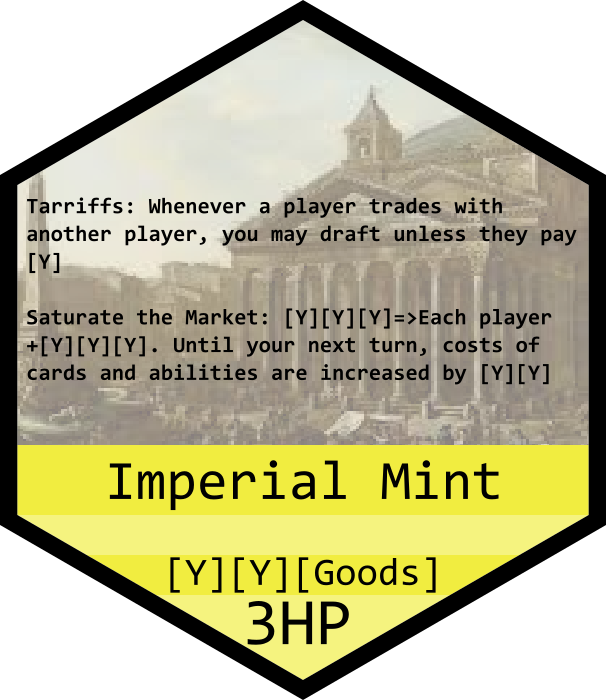 Tarriffs: Whenever a player trades with
another player, you may draft unless they pay
[Y]
Saturate the Market: [Y][Y][Y]=>Each player
+[Y][Y][Y]. Until your next turn, costs of
cards and abilities are increased by [Y][Y]
Imperial Mint
[Y][Y][Goods]
3HP